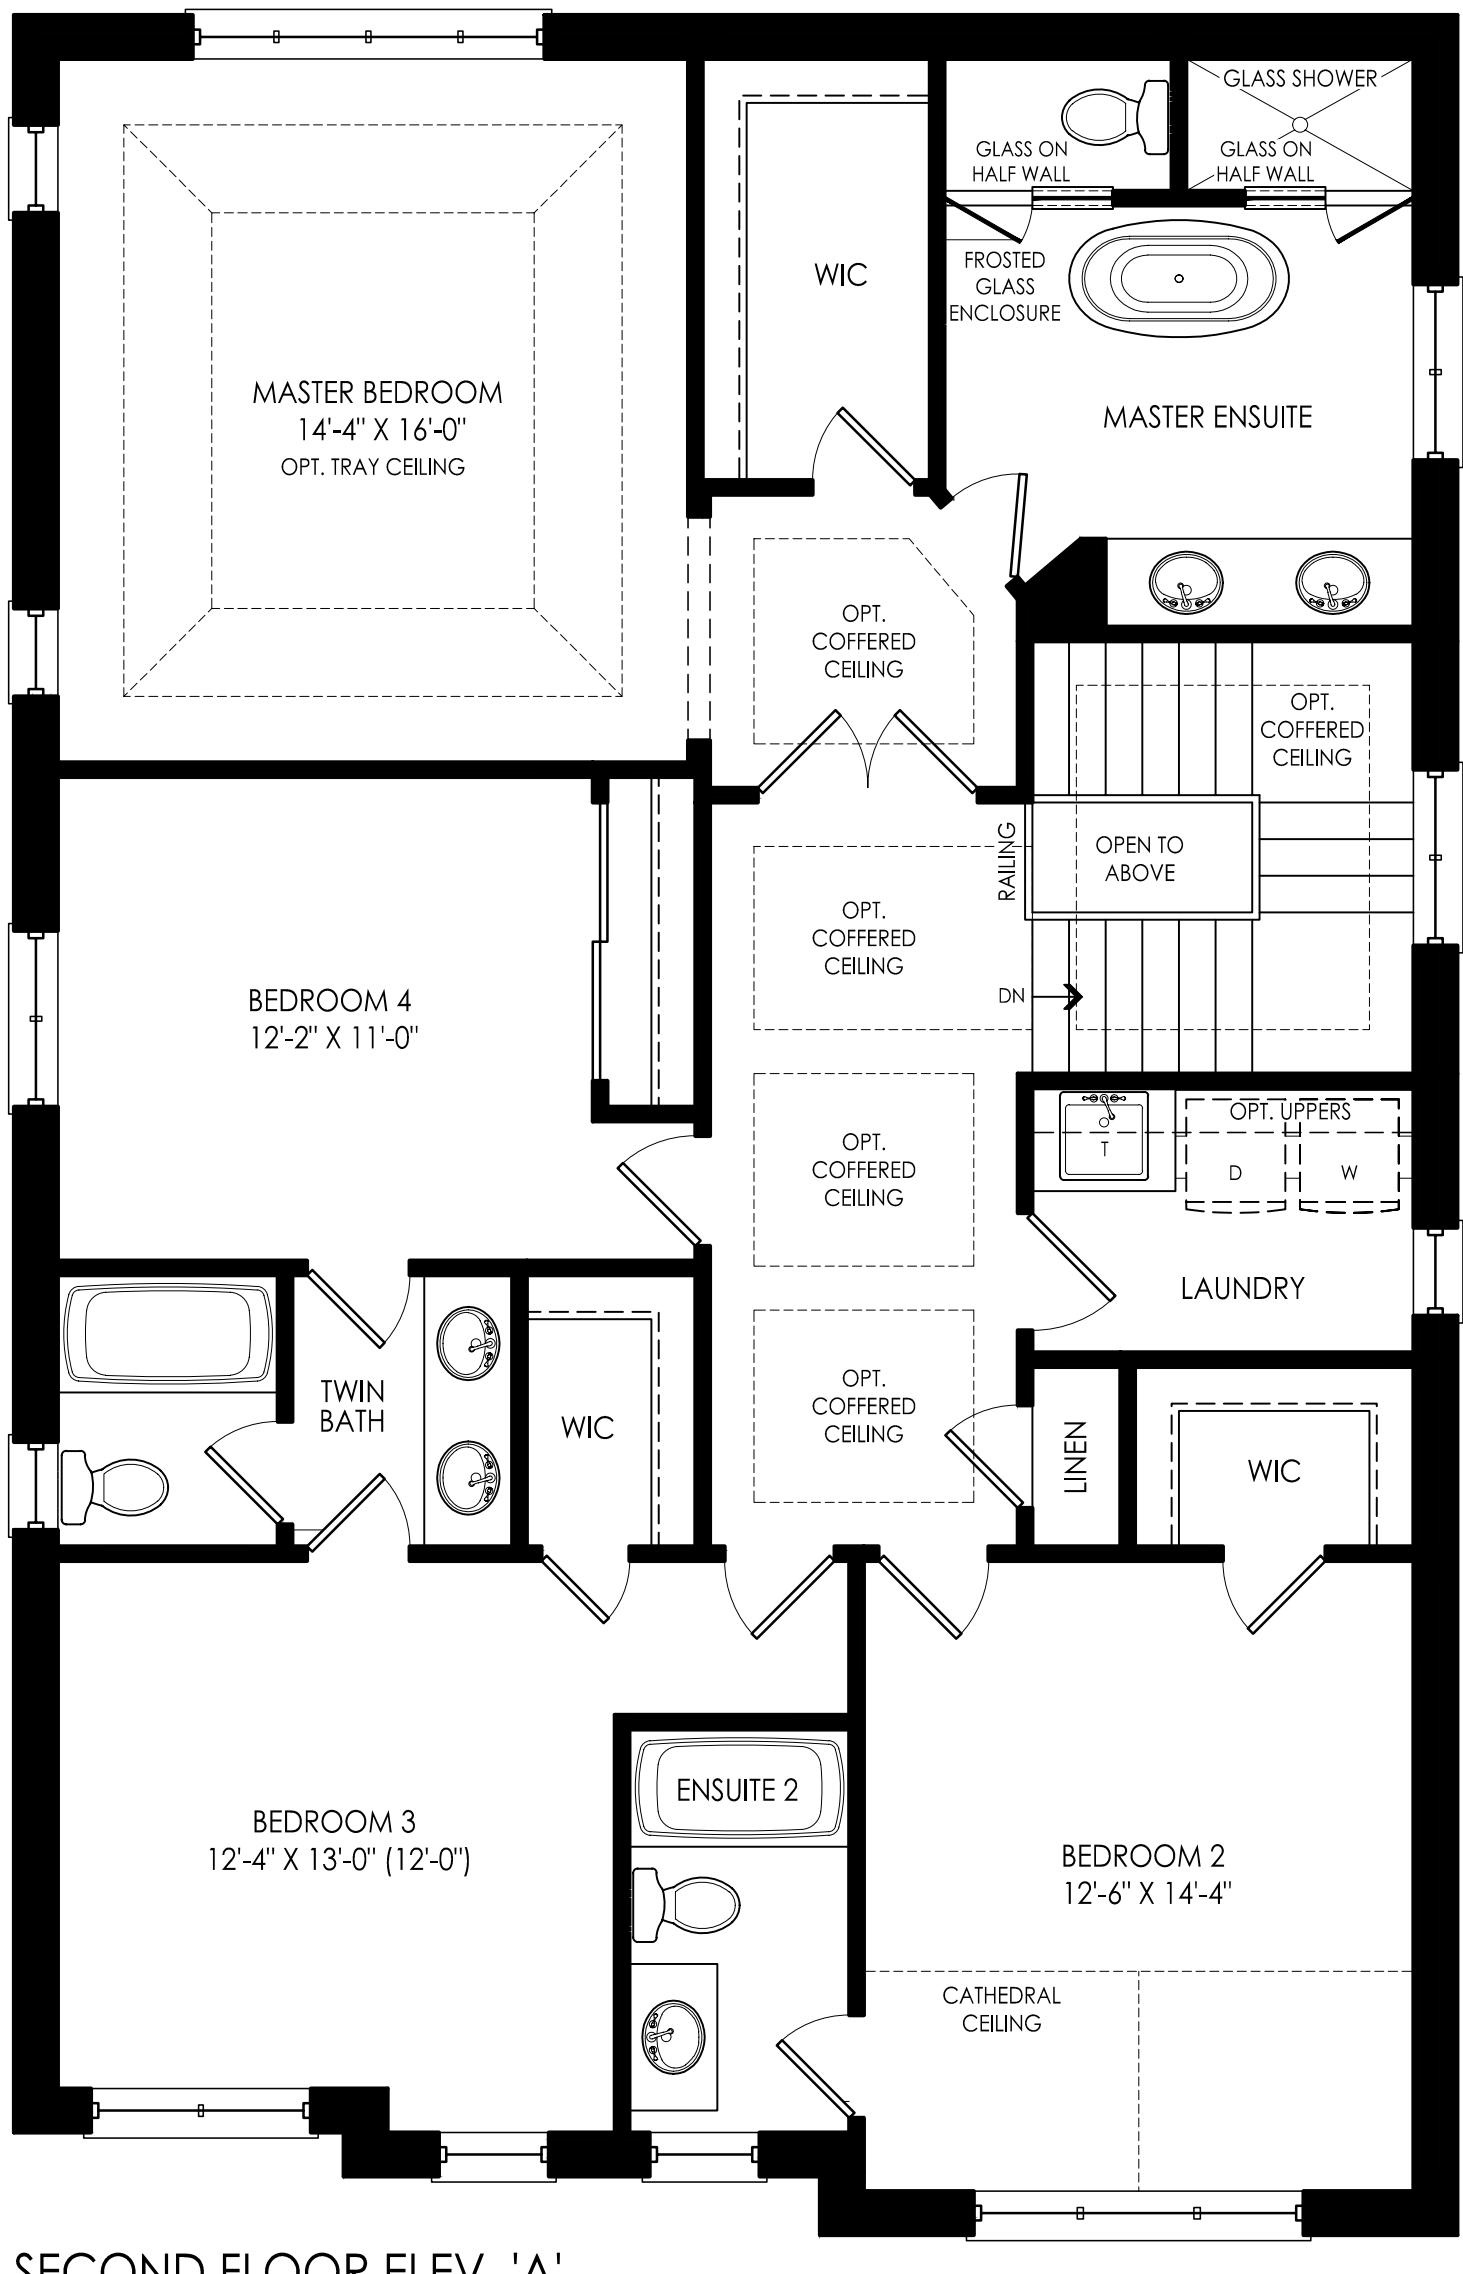 GLASS SHOWER
GLASS ON
HALF WALL
GLASS ON
HALF WALL
FROSTED
GLASS
ENCLOSURE
WIC
MASTER BEDROOM
14'-4" X 16'-0"
OPT. TRAY CEILING
MASTER ENSUITE
OPT.
COFFERED
CEILING
OPT.
COFFERED
CEILING
RAILING
OPEN TO
ABOVE
OPT.
COFFERED
CEILING
DN
BEDROOM 4
12'-2" X 11'-0"
OPT. UPPERS
T
D
W
OPT.
COFFERED
CEILING
LAUNDRY
TWIN
BATH
WIC
OPT.
COFFERED
CEILING
LINEN
WIC
ENSUITE 2
BEDROOM 3
12'-4" X 13'-0" (12'-0")
BEDROOM 2
12'-6" X 14'-4"
CATHEDRAL
CEILING
SECOND FLOOR ELEV. 'A'